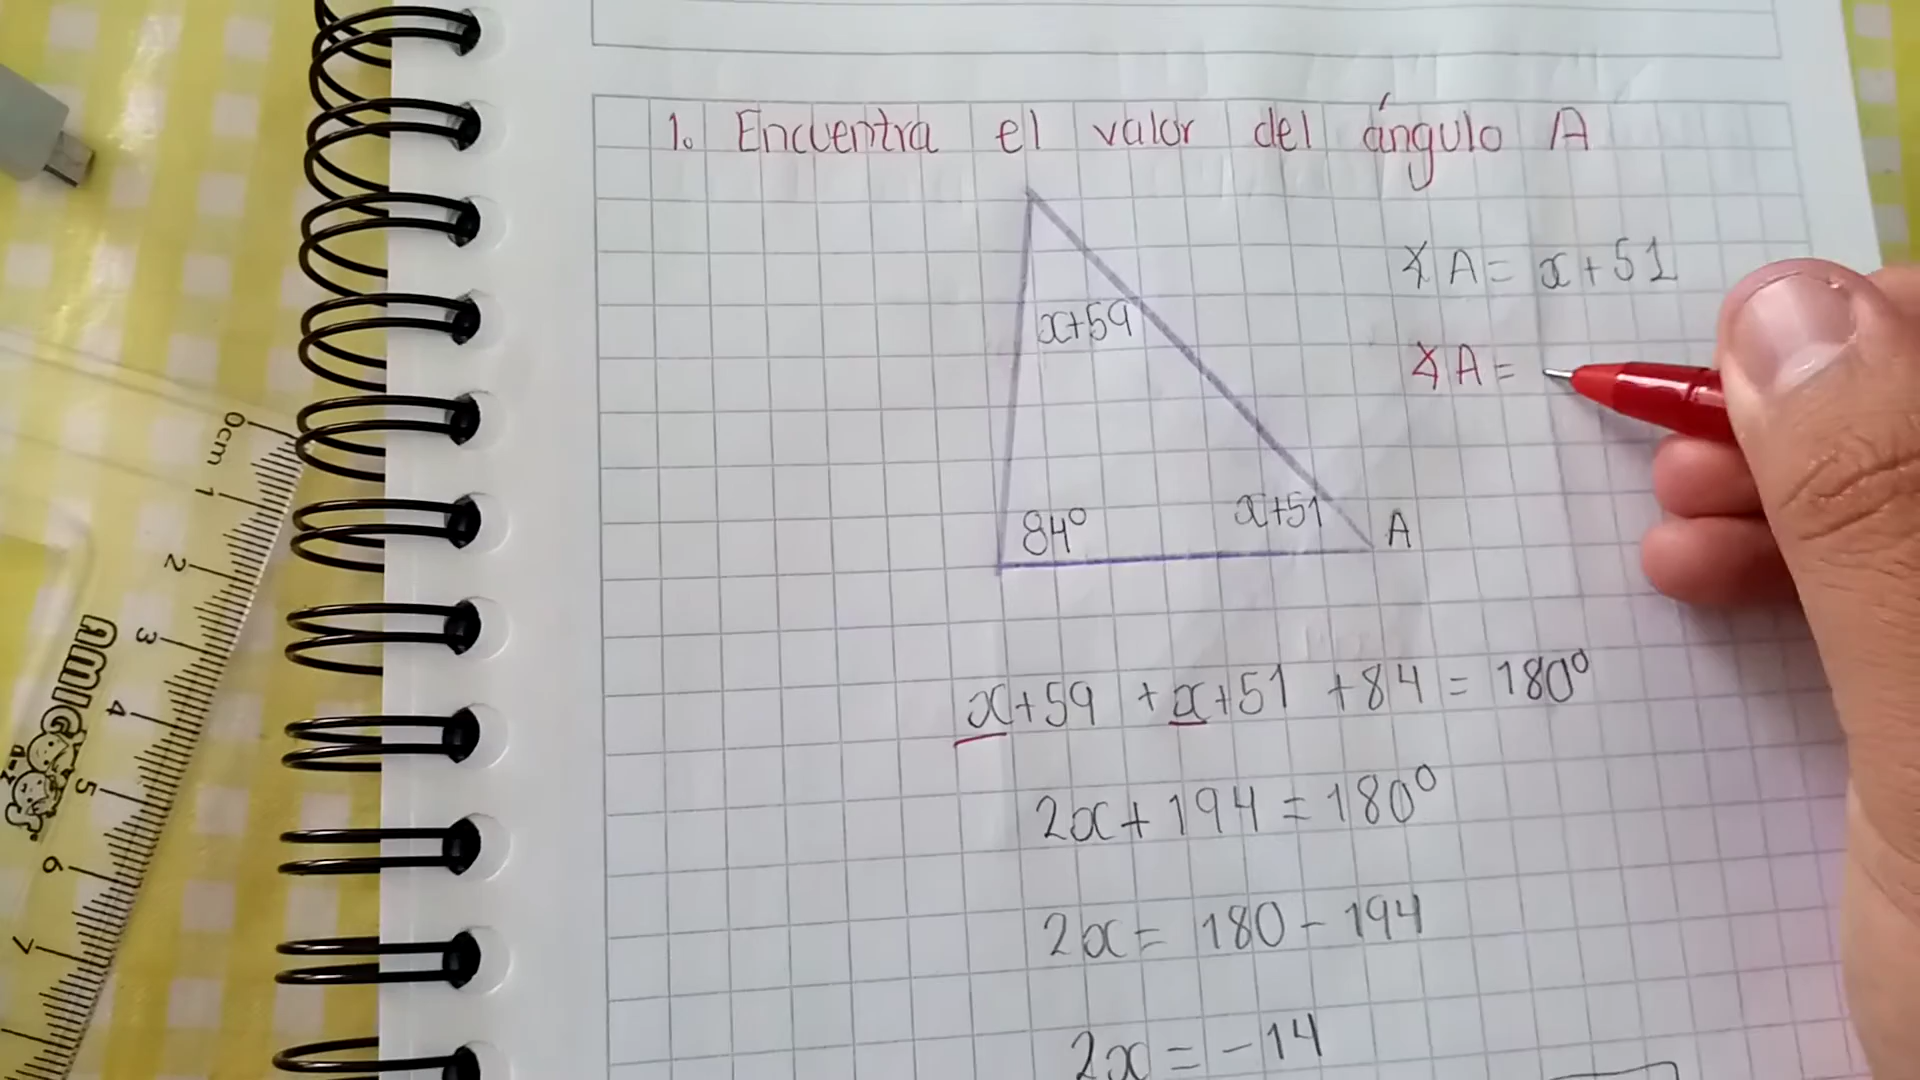 1. Encuentra el valor del ángulo A
∡ A = x+51
x+59
∡ A =
84°
x+51
A
x+59 + x+51 + 84 = 180°
2x + 194 = 180°
2x = 180 - 194
2x = -14
0cm
1
2
3
4
5
6
7
AMIGO